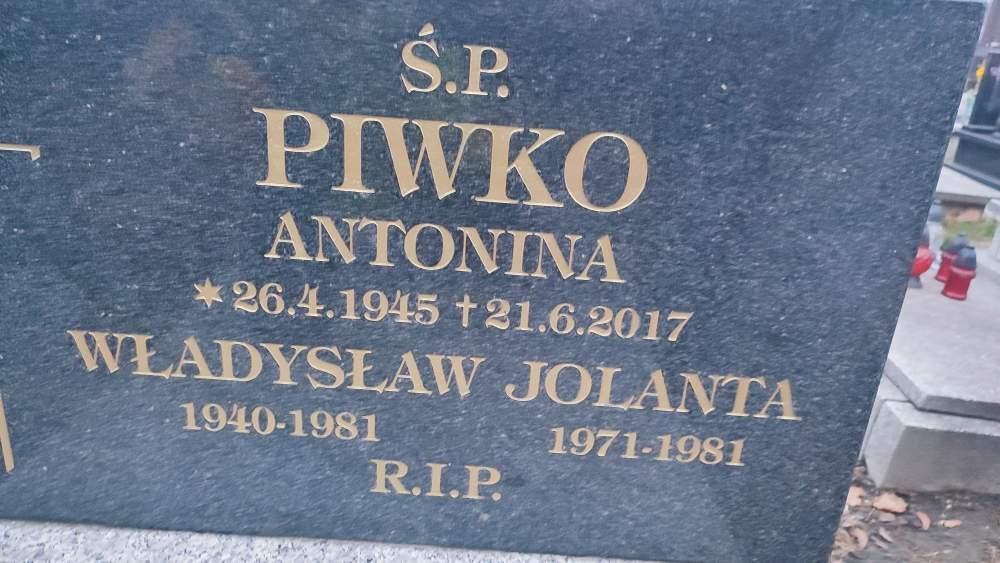 Ś.P.
PIWKO
ANTONINA
* 26.4.1945 † 21.6.2017
WŁADYSŁAW JOLANTA
1940-1981 1971-1981
R.I.P.